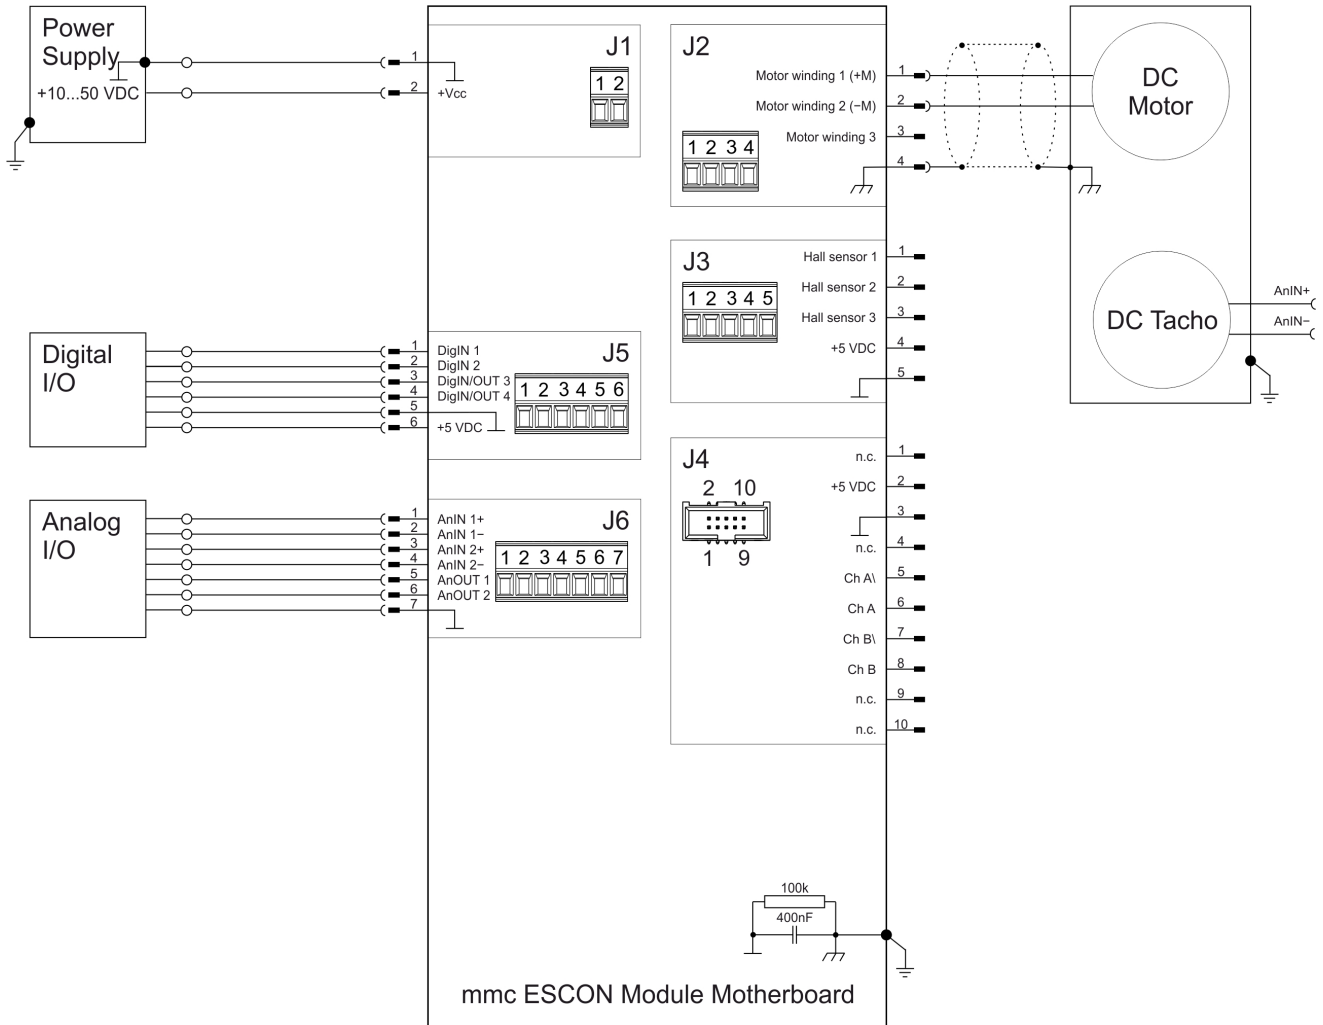 Power
Supply
+10...50 VDC
1
2
+Vcc
J1
1 2
J2
Motor winding 1 (+M)
1
Motor winding 2 (−M)
2
Motor winding 3
3
4
1 2 3 4
DC
Motor
J3
Hall sensor 1
1
Hall sensor 2
2
Hall sensor 3
3
+5 VDC
4
5
1 2 3 4 5
DC Tacho
AnIN+
AnIN−
Digital
I/O
1
DigIN 1
2
DigIN 2
3
DigIN/OUT 3
4
DigIN/OUT 4
5
6
+5 VDC
J5
1 2 3 4 5 6
J4
2 10
1 9
n.c.
1
+5 VDC
2
3
n.c.
4
Ch A\
5
Ch A
6
Ch B\
7
Ch B
8
n.c.
9
n.c.
10
Analog
I/O
1
AnIN 1+
2
AnIN 1−
3
AnIN 2+
4
AnIN 2−
5
AnOUT 1
6
AnOUT 2
7
J6
1 2 3 4 5 6 7
100k
400nF
mmc ESCON Module Motherboard